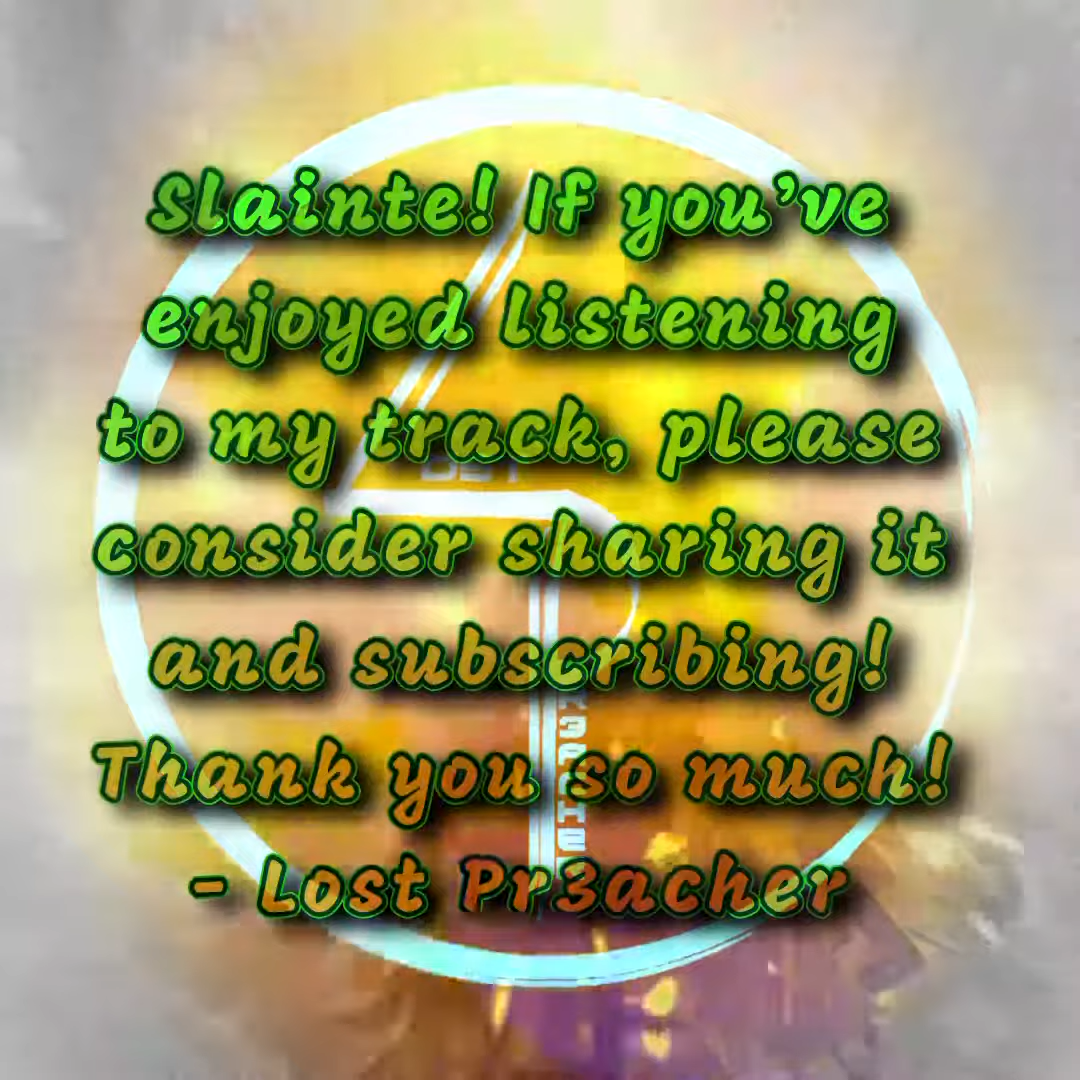 Slainte! If you’ve
enjoyed listening
to my track, please
consider sharing it
and subscribing!
Thank you so much!
- Lost Pr3acher